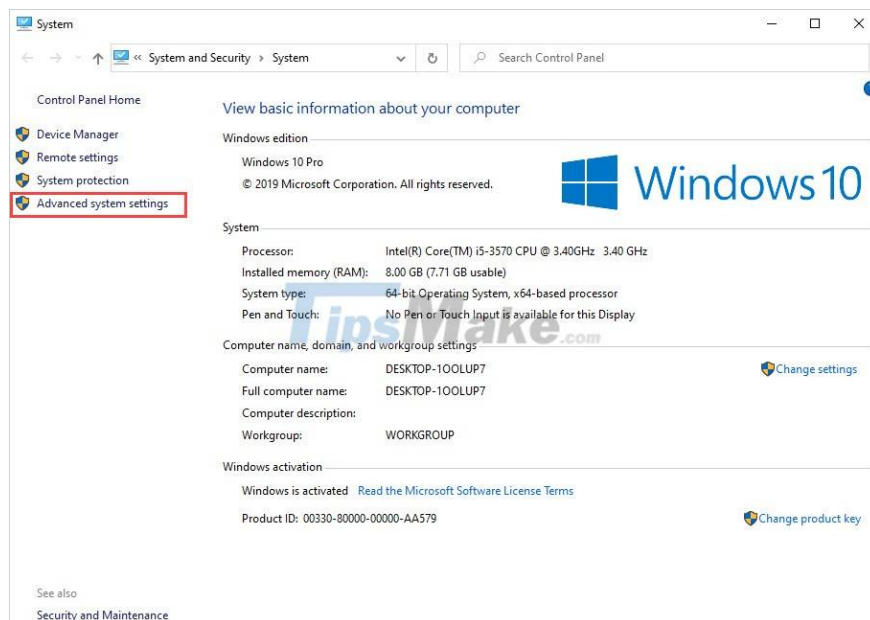 System
« System and Security › System
Search Control Panel
Control Panel Home
Device Manager
Remote settings
System protection
Advanced system settings
View basic information about your computer
Windows edition
Windows 10 Pro
© 2019 Microsoft Corporation. All rights reserved.
Windows 10
System
Processor: Intel(R) Core(TM) i5-3570 CPU @ 3.40GHz 3.40 GHz
Installed memory (RAM): 8.00 GB (7.71 GB usable)
System type: 64-bit Operating System, x64-based processor
Pen and Touch: No Pen or Touch Input is available for this Display
TipsMake.com
Computer name, domain, and workgroup settings
Computer name: DESKTOP-1OOLUP7
Change settings
Full computer name: DESKTOP-1OOLUP7
Computer description:
Workgroup: WORKGROUP
Windows activation
Windows is activated Read the Microsoft Software License Terms
Product ID: 00330-80000-00000-AA579
Change product key
See also
Security and Maintenance